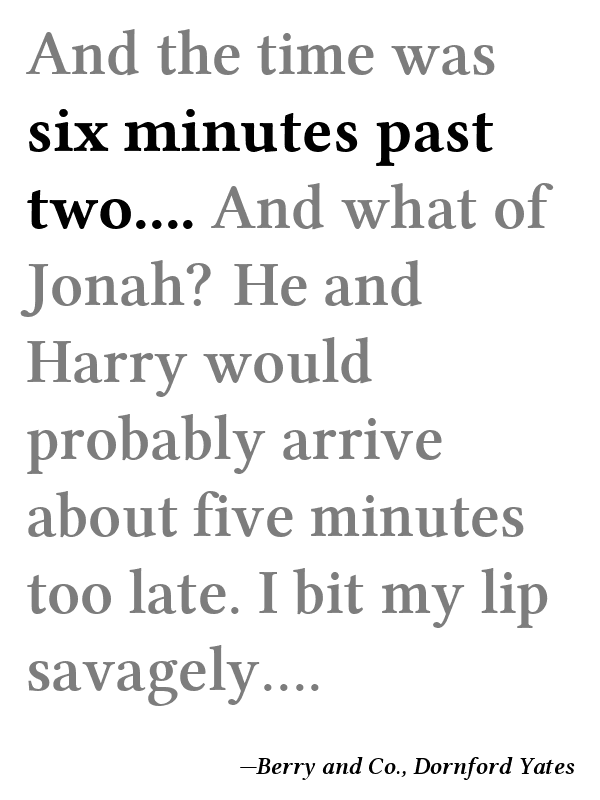 And the time was
six minutes past
two.... And what of
Jonah? He and
Harry would
probably arrive
about five minutes
too late. I bit my lip
savagely....
—Berry and Co., Dornford Yates